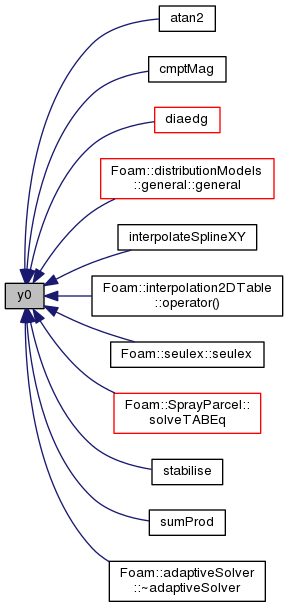 atan2
cmptMag
diaedg
Foam::distributionModels
::general::general
interpolateSplineXY
y0
Foam::interpolation2DTable
::operator()
Foam::seulex::seulex
Foam::SprayParcel::
solveTABEq
stabilise
sumProd
Foam::adaptiveSolver
::~adaptiveSolver